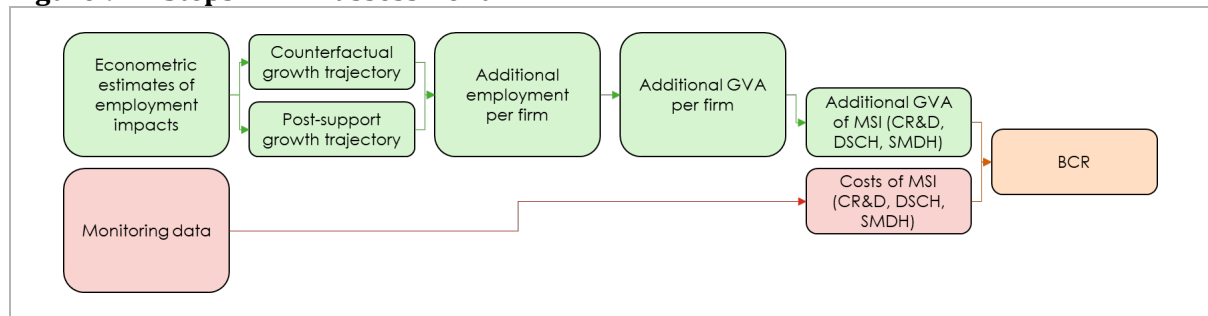 Econometric
estimates of
employment
impacts
Counterfactual
growth trajectory
Post-support
growth trajectory
Additional
employment
per firm
Additional GVA
per firm
Additional GVA
of MSI (CR&D,
DSCH, SMDH)
BCR
Monitoring data
Costs of MSI
(CR&D, DSCH,
SMDH)